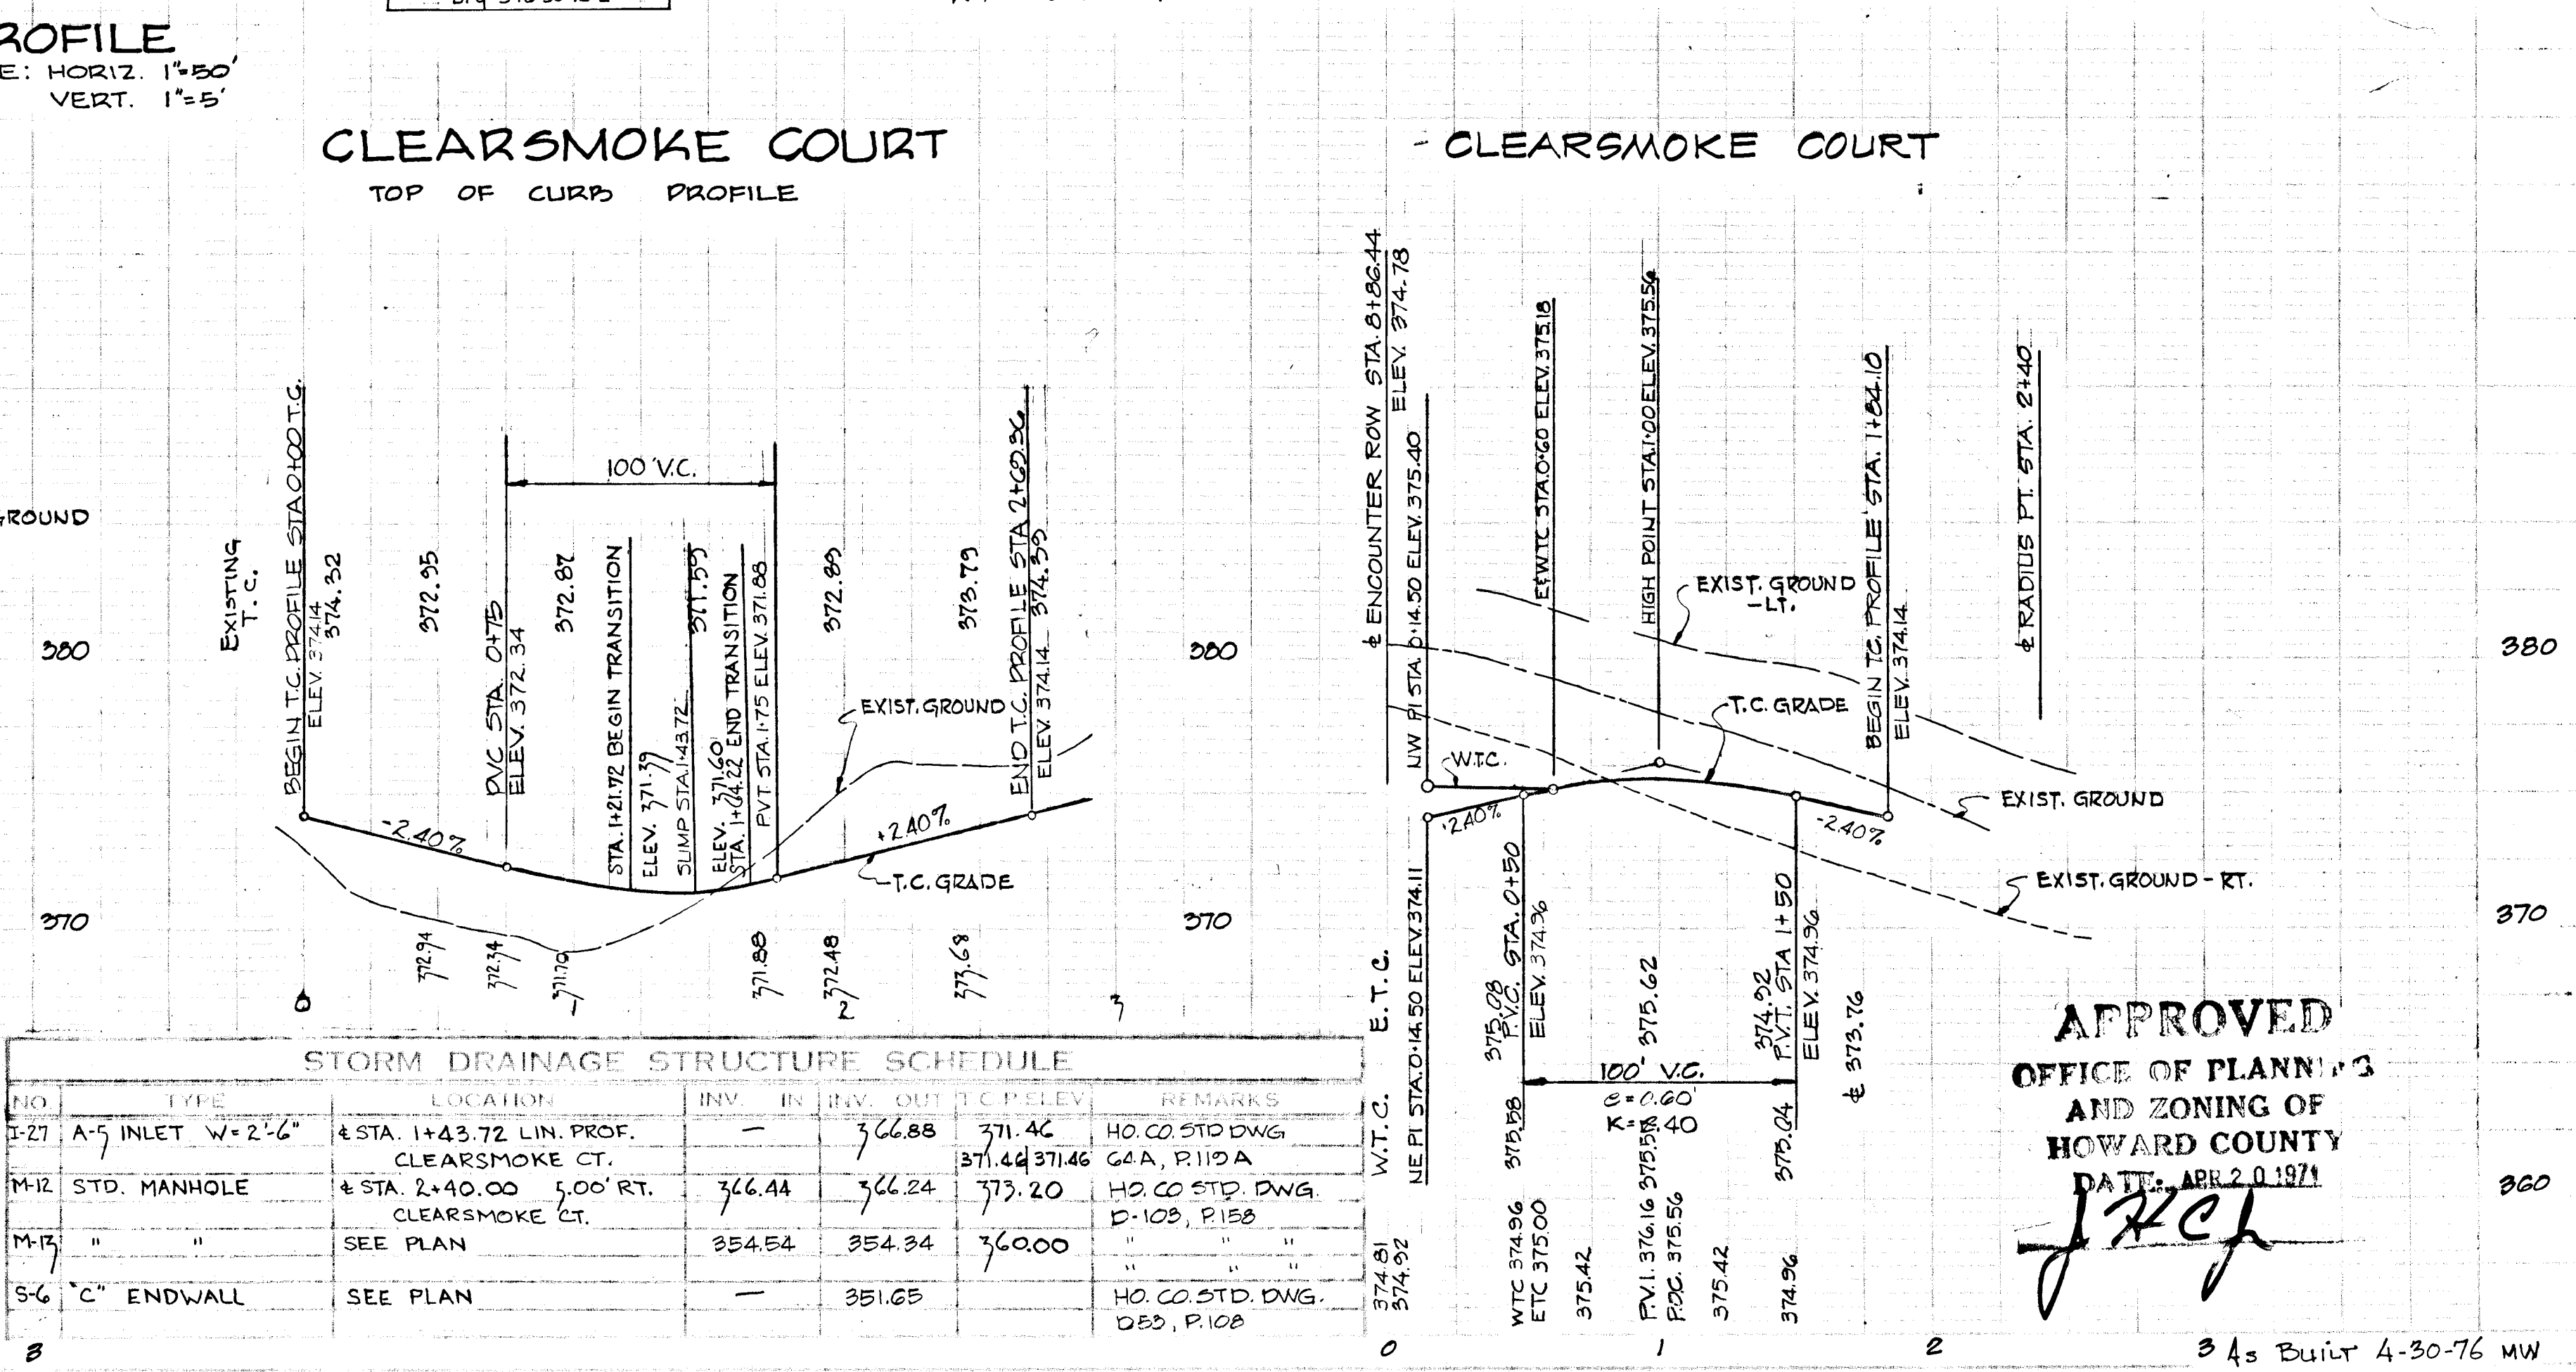 PROFILE
E: HORIZ. 1"=50'
VERT. 1"=5'
CLEARSMOKE COURT
TOP OF CURB PROFILE
- CLEARSMOKE COURT
GROUND
EXISTING
T. C.
BEGIN T.C. PROFILE STA 0+00 T.C.
ELEV. 374.14
374.32
372.95
PVC STA. 0+75
ELEV. 372.34
100' V.C.
372.87
STA. 1+21.72 BEGIN TRANSITION
ELEV. 371.39
SUMP STA. 1+43.72
371.59
ELEV. 371.60
STA. 1+64.22 END TRANSITION
PVT STA. 1+75 ELEV. 371.88
372.89
373.79
END T.C. PROFILE STA 2+69.36
ELEV. 374.14 374.39
EXIST. GROUND
-2.40%
+2.40%
T.C. GRADE
380
380
370
370
372.94
372.34
371.70
371.88
372.48
373.68
0
1
2
3
₵ ENCOUNTER ROW STA. 8+86.44
ELEV. 374.78
NW PI STA. 0+14.50 ELEV. 375.40
E&WTC STA. 0+60 ELEV. 375.18
HIGH POINT STA. 1+00 ELEV. 375.56
EXIST. GROUND
-LT.
BEGIN T.C. PROFILE STA. 1+84.10
ELEV. 374.14
₵ RADIUS PT. STA. 2+40
T.C. GRADE
W.T.C.
+2.40%
-2.40%
EXIST. GROUND
EXIST. GROUND - RT.
380
370
360
W.T.C. E.T.C.
NE PI STA. 0+14.50 ELEV. 374.11
375.08
P.V.C. STA. 0+50
ELEV. 374.96
375.58
375.62
100' V.C.
e = 0.60'
374.92
P.V.T. STA 1+50
ELEV. 374.96
375.04
₵ 373.76
374.81
374.92
WTC 374.96
ETC 375.00
375.42
P.V.I. 376.16
P.O.C. 375.56
375.42
374.96
0
1
2
3
STORM DRAINAGE STRUCTURE SCHEDULE
NO. TYPE LOCATION INV. IN INV. OUT T.C.P. ELEV REMARKS
I-27 A-5 INLET W=2'-6" ₵ STA. 1+43.72 LIN. PROF. — 366.88 371.46 HO. CO. STD DWG
CLEARSMOKE CT. 371.46 371.46 64.A, P.119 A
M-12 STD. MANHOLE ₵ STA. 2+40.00 5.00' RT. 366.44 366.24 373.20 HO. CO STD. DWG.
CLEARSMOKE CT. D-103, P.158
M-13 " " SEE PLAN 354.54 354.34 360.00 " " "
" " "
S-6 "C" ENDWALL SEE PLAN — 351.65 HO. CO. STD. DWG.
D53, P.108
3
APPROVED
OFFICE OF PLANNING
AND ZONING OF
HOWARD COUNTY
DATE: APR 20 1971
As Built 4-30-76 MW